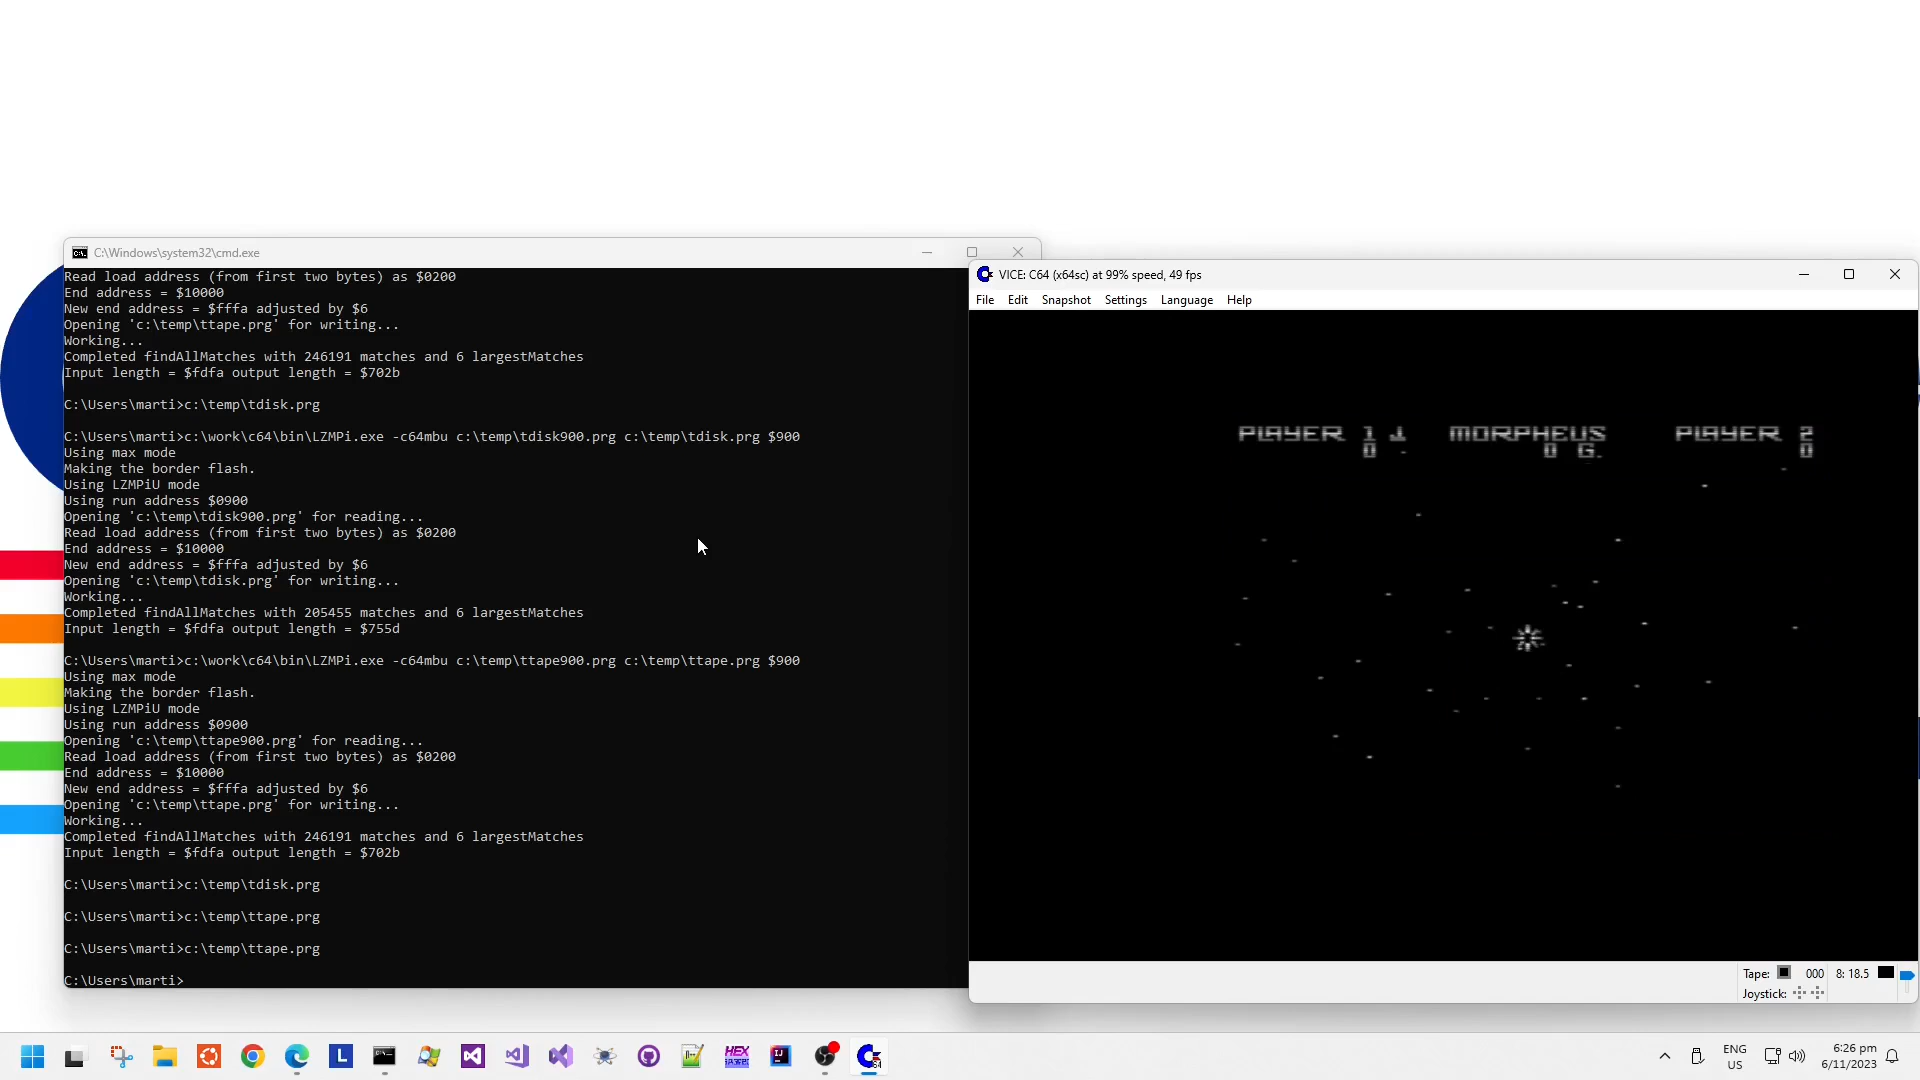 C:\Windows\system32\cmd.exe
Read load address (from first two bytes) as $0200
End address = $10000
New end address = $fffa adjusted by $6
Opening 'c:\temp\ttape.prg' for writing...
Working...
Completed findAllMatches with 246191 matches and 6 largestMatches
Input length = $fdfa output length = $702b
C:\Users\marti>c:\temp\tdisk.prg
C:\Users\marti>c:\work\c64\bin\LZMPi.exe -c64mbu c:\temp\tdisk900.prg c:\temp\tdisk.prg $900
Using max mode
Making the border flash.
Using LZMPiU mode
Using run address $0900
Opening 'c:\temp\tdisk900.prg' for reading...
Read load address (from first two bytes) as $0200
End address = $10000
New end address = $fffa adjusted by $6
Opening 'c:\temp\tdisk.prg' for writing...
Working...
Completed findAllMatches with 205455 matches and 6 largestMatches
Input length = $fdfa output length = $755d
C:\Users\marti>c:\work\c64\bin\LZMPi.exe -c64mbu c:\temp\ttape900.prg c:\temp\ttape.prg $900
Using max mode
Making the border flash.
Using LZMPiU mode
Using run address $0900
Opening 'c:\temp\ttape900.prg' for reading...
Read load address (from first two bytes) as $0200
End address = $10000
New end address = $fffa adjusted by $6
Opening 'c:\temp\ttape.prg' for writing...
Working...
Completed findAllMatches with 246191 matches and 6 largestMatches
Input length = $fdfa output length = $702b
C:\Users\marti>c:\temp\tdisk.prg
C:\Users\marti>c:\temp\ttape.prg
C:\Users\marti>c:\temp\ttape.prg
C:\Users\marti>
VICE: C64 (x64sc) at 99% speed, 49 fps
File Edit Snapshot Settings Language Help
PLAYER 1 MORPHEUS PLAYER 2
0 0 G. 0
Tape: 000 8: 18.5
Joystick:
L HEX IJ 64
ENG 6:26 pm
US 6/11/2023